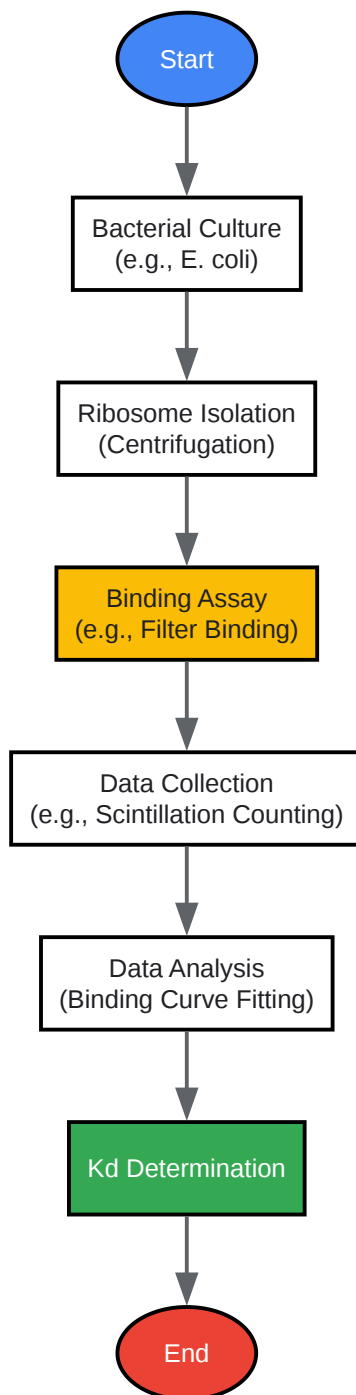 Start
Bacterial Culture
(e.g., E. coli)
Ribosome Isolation
(Centrifugation)
Binding Assay
(e.g., Filter Binding)
Data Collection
(e.g., Scintillation Counting)
Data Analysis
(Binding Curve Fitting)
Kd Determination
End